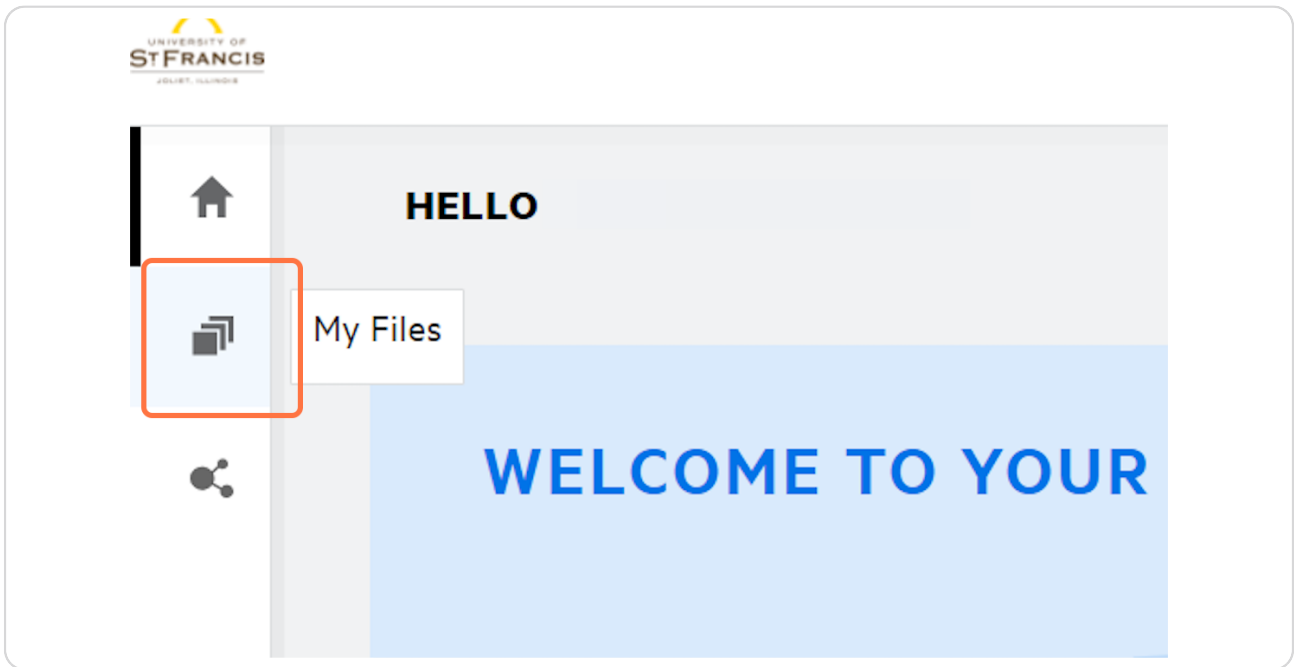 UNIVERSITY OF
ST FRANCIS
JOLIET, ILLINOIS
HELLO
My Files
WELCOME TO YOUR